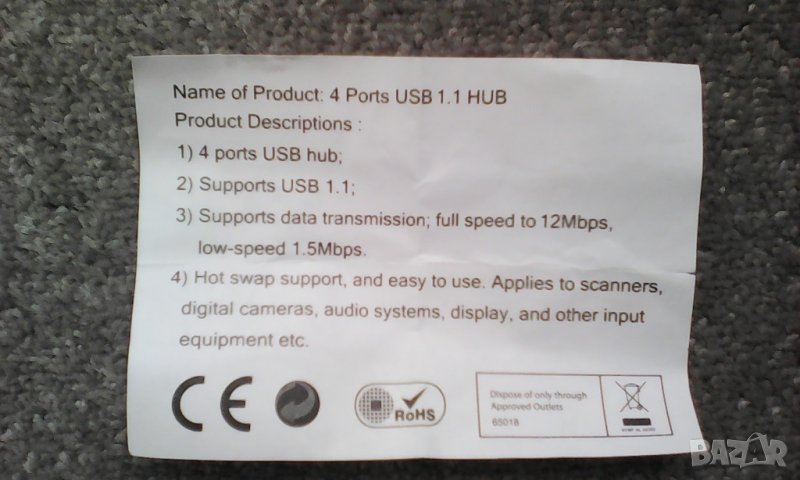 Name of Product: 4 Ports USB 1.1 HUB
Product Descriptions :
1) 4 ports USB hub;
2) Supports USB 1.1;
3) Supports data transmission; full speed to 12Mbps,
low-speed 1.5Mbps.
4) Hot swap support, and easy to use. Applies to scanners,
digital cameras, audio systems, display, and other input
equipment etc.
CE
RoHS
Dispose of only through
Approved Outlets
65018
BAZAR